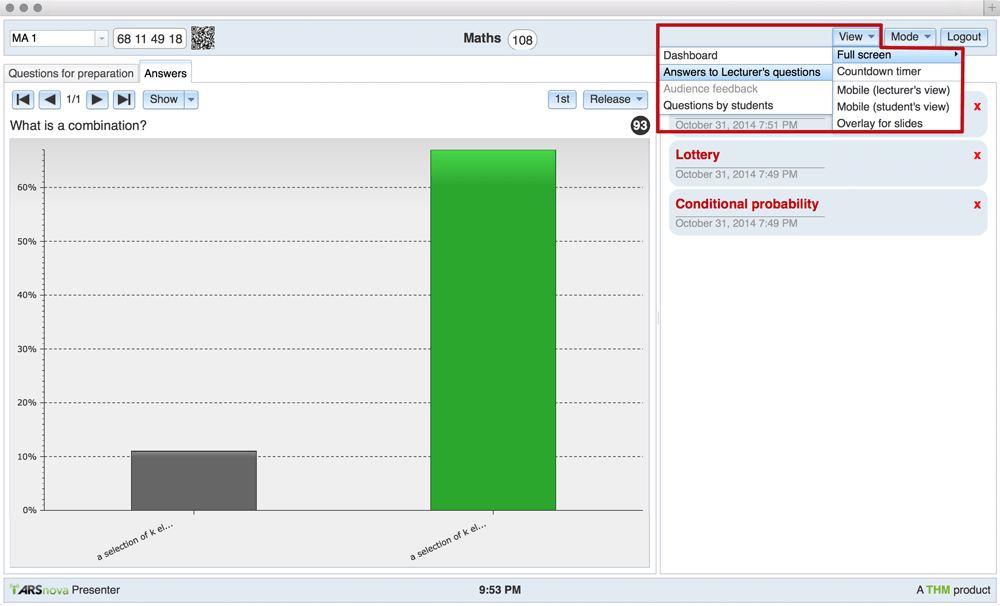 MA 1
68 11 49 18
Maths 108
View
Mode
Logout
Dashboard
Answers to Lecturer's questions
Audience feedback
Questions by students
Full screen
Countdown timer
Mobile (lecturer's view)
Mobile (student's view)
Overlay for slides
Questions for preparation
Answers
1/1
Show
1st
Release
What is a combination?
93
60%
50%
40%
30%
20%
10%
0%
a selection of k el...
a selection of k el...
October 31, 2014 7:51 PM
x
Lottery
x
October 31, 2014 7:49 PM
Conditional probability
x
October 31, 2014 7:49 PM
ARSnova Presenter
9:53 PM
A THM product